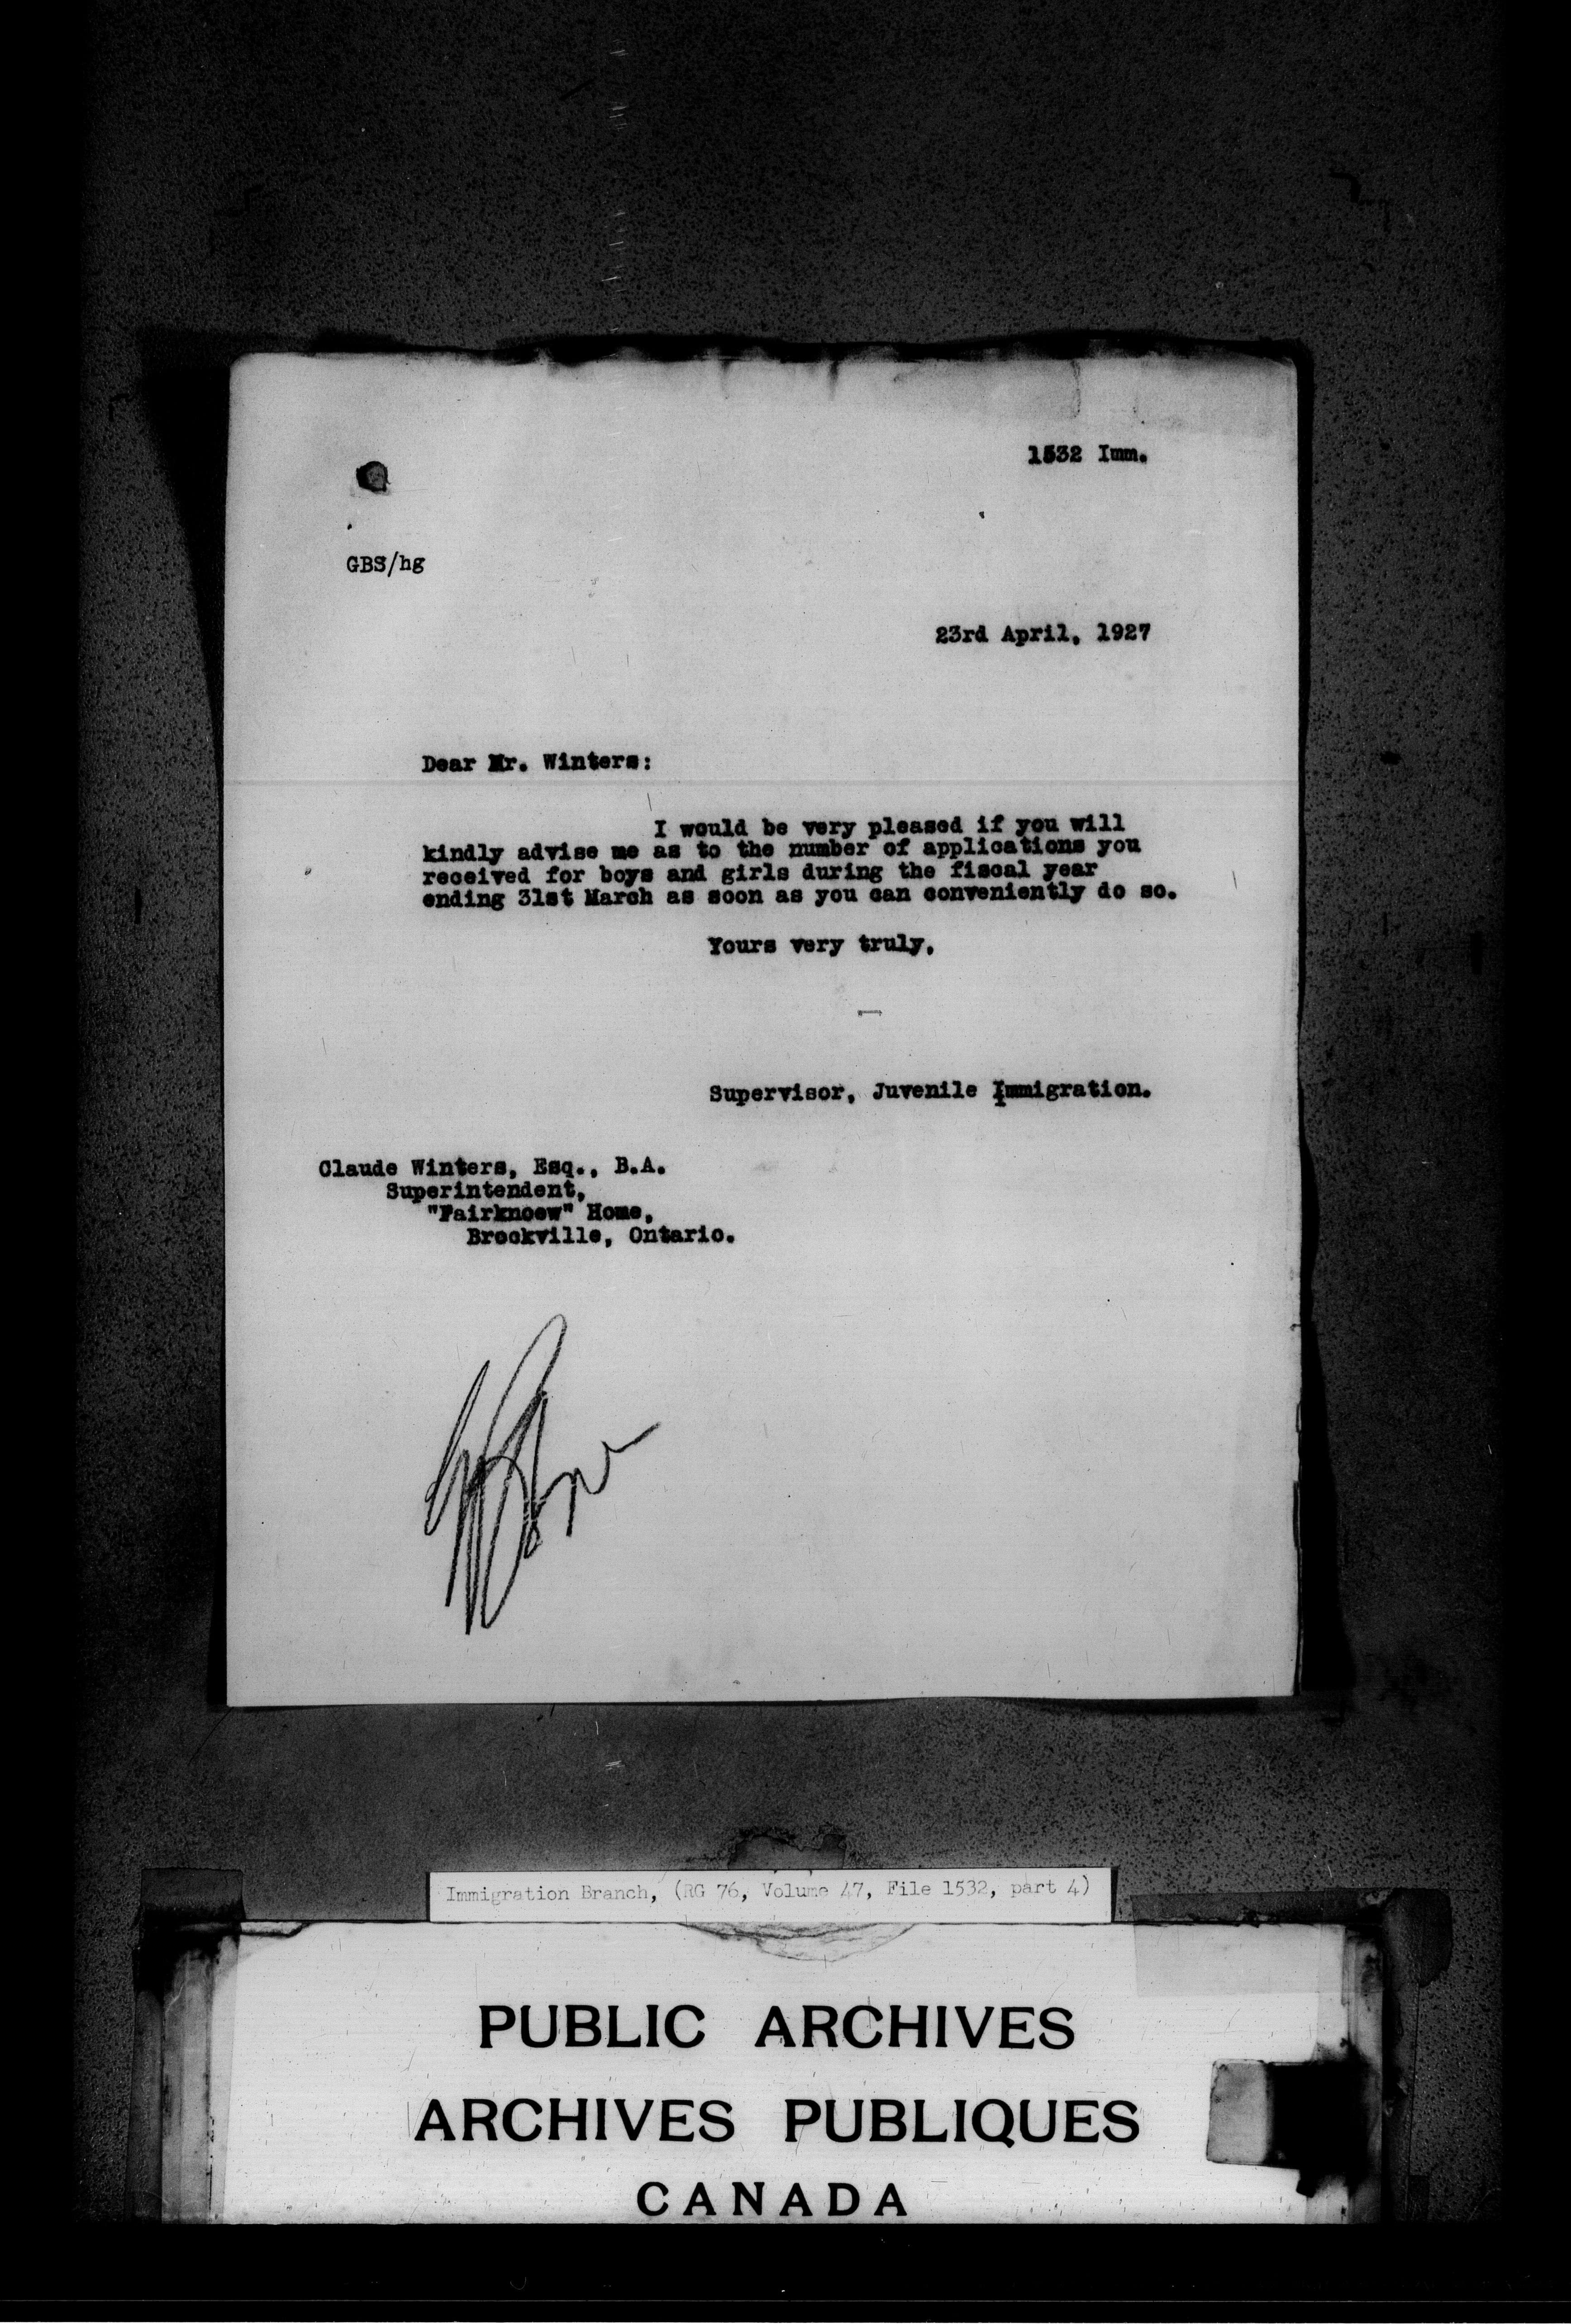 1532 Imm.
GBS/hg
23rd April, 1927
Dear Mr. Winters:
I would be very pleased if you will
kindly advise me as to the number of applications you
received for boys and girls during the fiscal year
ending 31st March as soon as you can conveniently do so.
Yours very truly,
Supervisor, Juvenile Immigration.
Claude Winters, Esq., B.A.
Superintendent,
"Fairknoew" Home,
Brockville, Ontario.
Immigration Branch, (RG 76, Volume 47, File 1532, part 4)
PUBLIC ARCHIVES
ARCHIVES PUBLIQUES
CANADA